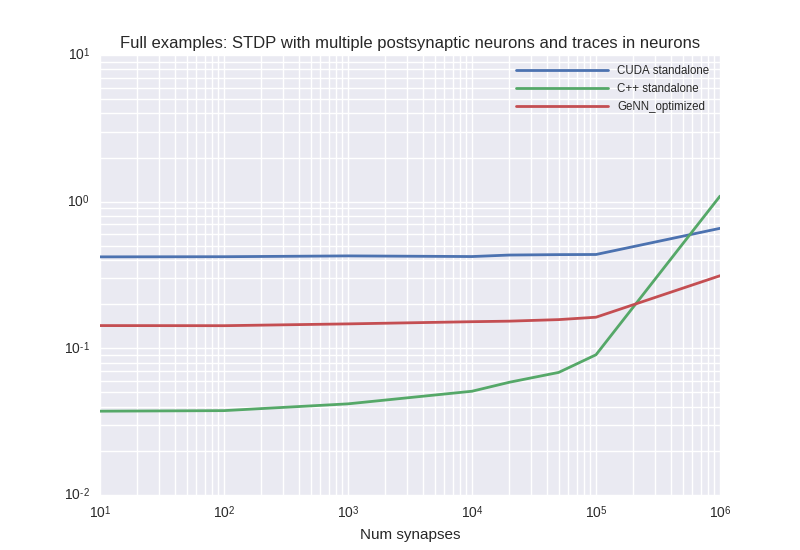 Full examples: STDP with multiple postsynaptic neurons and traces in neurons
CUDA standalone
C++ standalone
GeNN_optimized
10^1
10^0
10^-1
10^-2
10^1 10^2 10^3 10^4 10^5 10^6
Num synapses